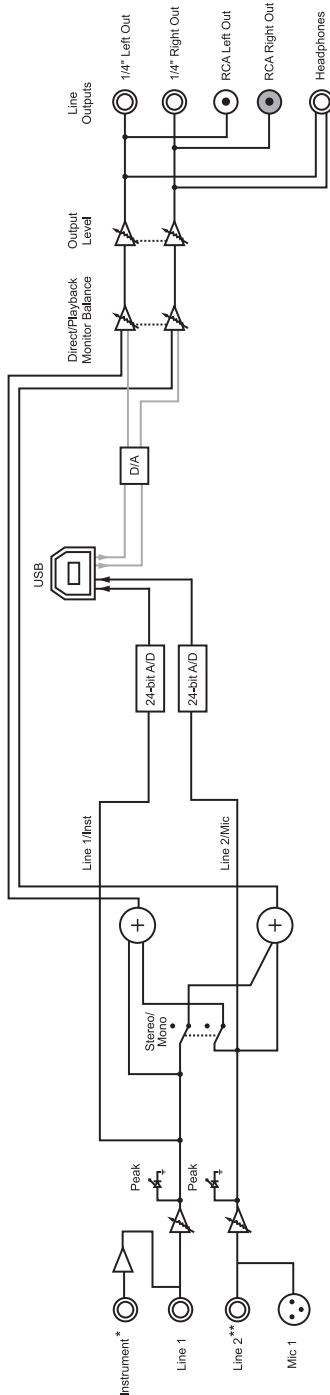 Instrument *
Line 1
Line 2**
Mic 1
Peak
Peak
Stereo/
Mono
Line 1/Inst
Line 2/Mic
24-bit A/D
24-bit A/D
USB
D/A
Direct/Playback
Monitor Balance
Output
Level
Line
Outputs
1/4" Left Out
1/4" Right Out
RCA Left Out
RCA Right Out
Headphones